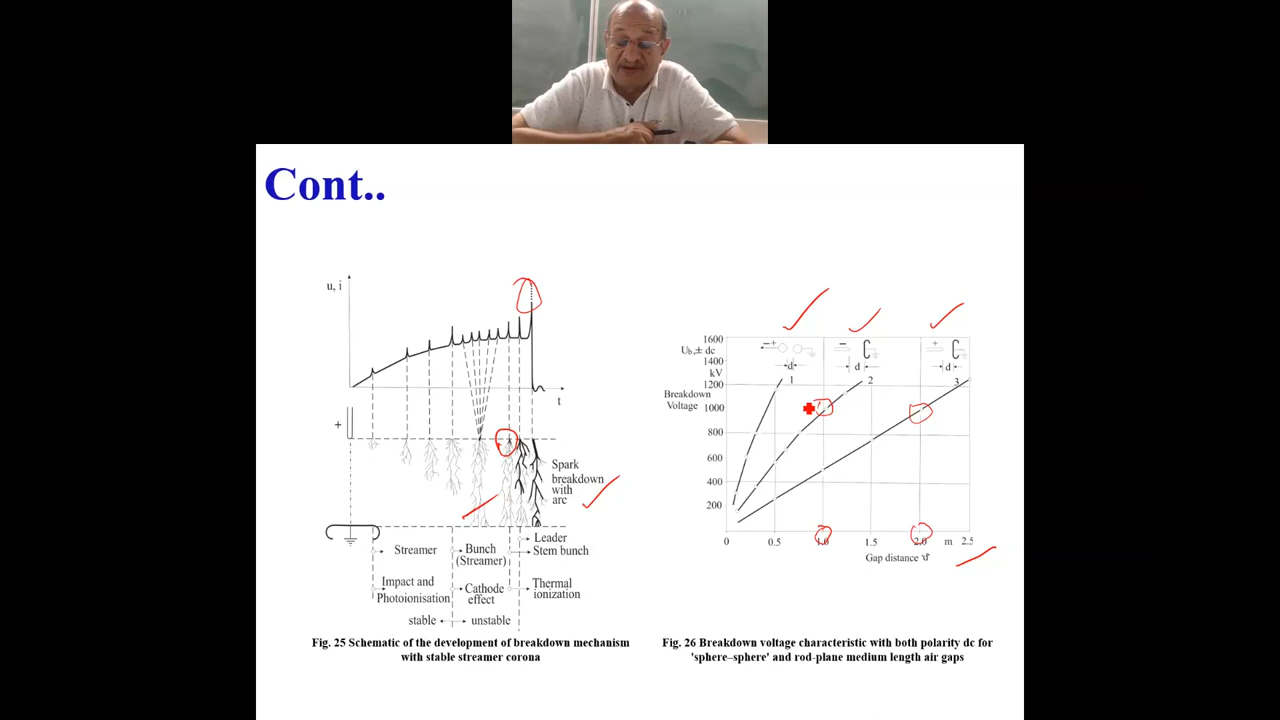 Cont..
u, i
t
+
Spark
breakdown
with
arc
Streamer
Bunch
(Streamer)
Leader
Stem bunch
Impact and
Photoionisation
Cathode
effect
Thermal
ionization
stable
unstable
Fig. 25 Schematic of the development of breakdown mechanism
with stable streamer corona
1600
U_b,± dc
1400
kV
1200
Breakdown
Voltage
1000
800
600
400
200
−+
−
+
d
d
d
1
2
3
0
0.5
1.0
1.5
2.0
m
2.5
Gap distance 'd'
Fig. 26 Breakdown voltage characteristic with both polarity dc for
'sphere–sphere' and rod-plane medium length air gaps